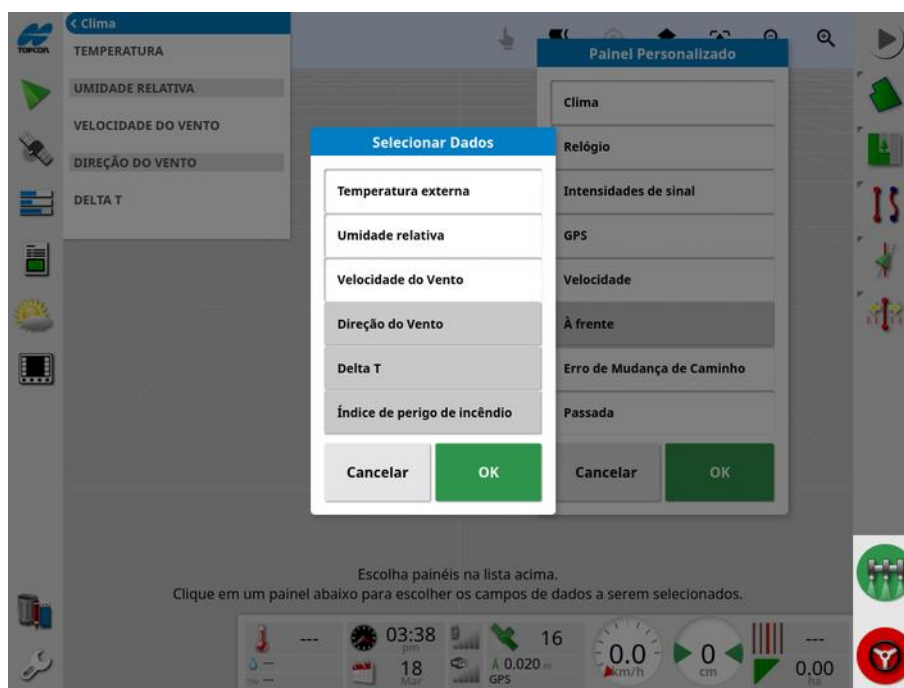 TOPCON
Clima
TEMPERATURA
UMIDADE RELATIVA
VELOCIDADE DO VENTO
DIREÇÃO DO VENTO
DELTA T
Painel Personalizado
Clima
Relógio
Intensidades de sinal
GPS
Velocidade
À frente
Erro de Mudança de Caminho
Passada
Cancelar
OK
Selecionar Dados
Temperatura externa
Umidade relativa
Velocidade do Vento
Direção do Vento
Delta T
Índice de perigo de incêndio
Cancelar
OK
Escolha painéis na lista acima.
Clique em um painel abaixo para escolher os campos de dados a serem selecionados.
---
---
---
03:38
pm
18
Mar
16
0.020 m
GPS
0.0
km/h
0
cm
---
0.00
ha